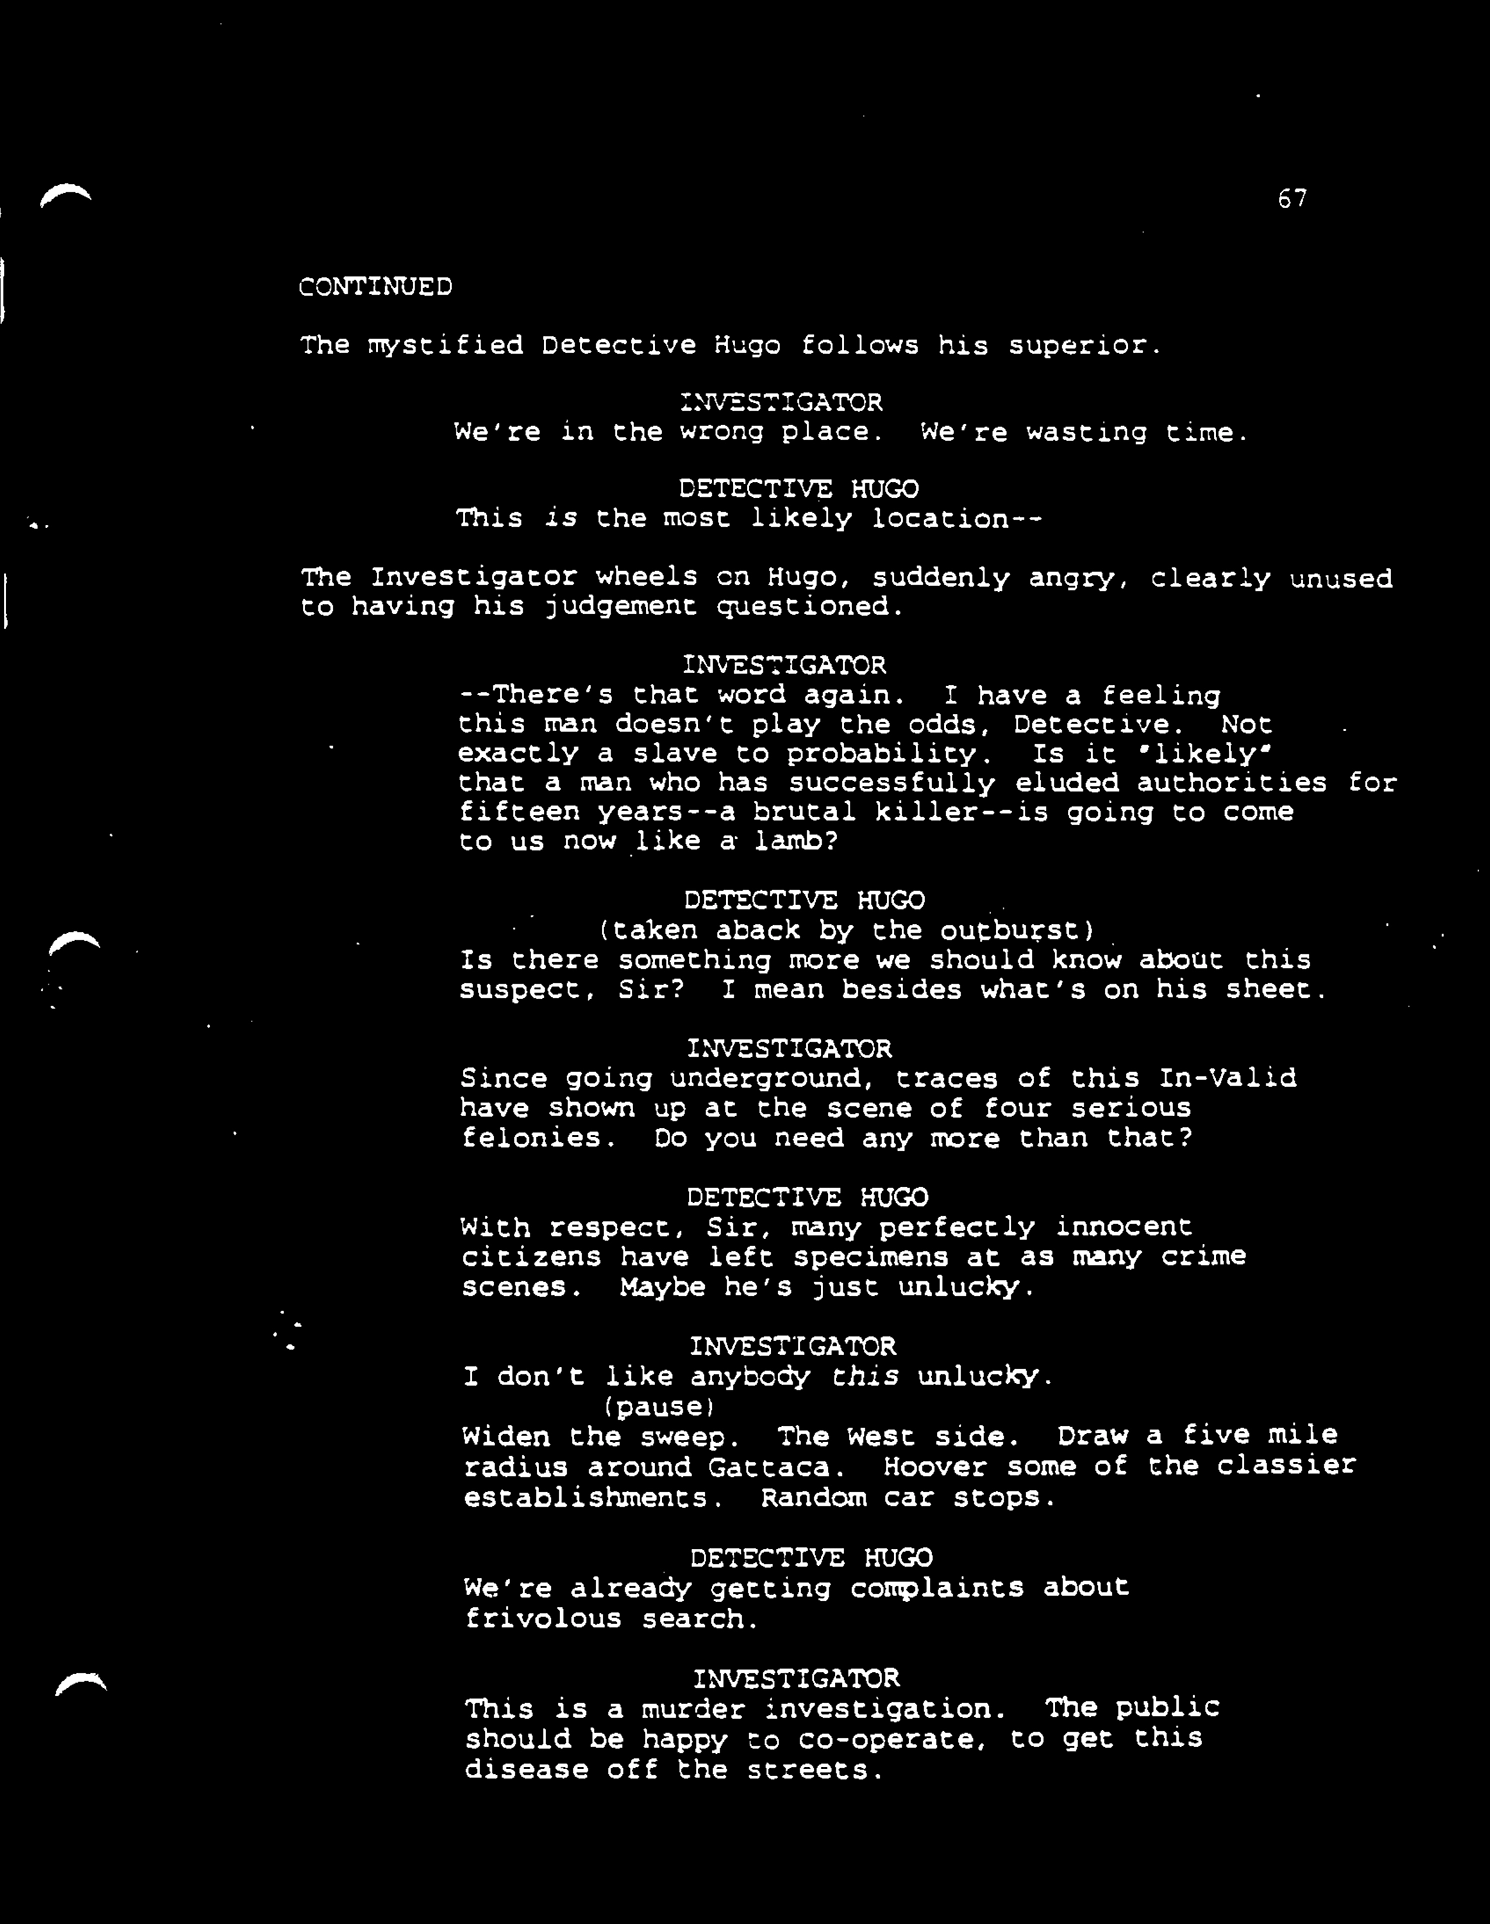 67
CONTINUED
The mystified Detective Hugo follows his superior.
INVESTIGATOR
We're in the wrong place. We're wasting time.
DETECTIVE HUGO
This is the most likely location--
The Investigator wheels on Hugo, suddenly angry, clearly unused
to having his judgement questioned.
INVESTIGATOR
--There's that word again. I have a feeling
this man doesn't play the odds, Detective. Not
exactly a slave to probability. Is it "likely"
that a man who has successfully eluded authorities for
fifteen years--a brutal killer--is going to come
to us now like a lamb?
DETECTIVE HUGO
(taken aback by the outburst)
Is there something more we should know about this
suspect, Sir? I mean besides what's on his sheet.
INVESTIGATOR
Since going underground, traces of this In-Valid
have shown up at the scene of four serious
felonies. Do you need any more than that?
DETECTIVE HUGO
With respect, Sir, many perfectly innocent
citizens have left specimens at as many crime
scenes. Maybe he's just unlucky.
INVESTIGATOR
I don't like anybody this unlucky.
(pause)
Widen the sweep. The West side. Draw a five mile
radius around Gattaca. Hoover some of the classier
establishments. Random car stops.
DETECTIVE HUGO
We're already getting complaints about
frivolous search.
INVESTIGATOR
This is a murder investigation. The public
should be happy to co-operate, to get this
disease off the streets.